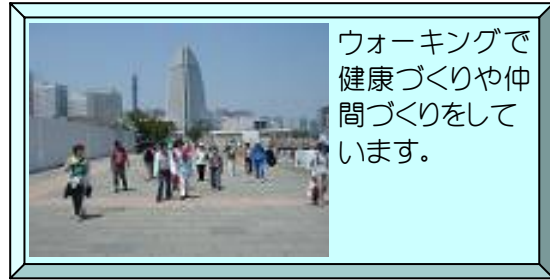 ウォーキングで
健康づくりや仲
間づくりをして
います。